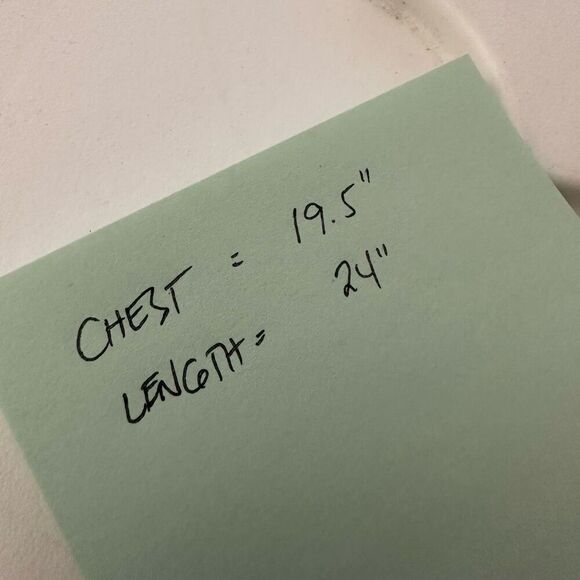 CHEST = 19.5"
LENGTH = 24"